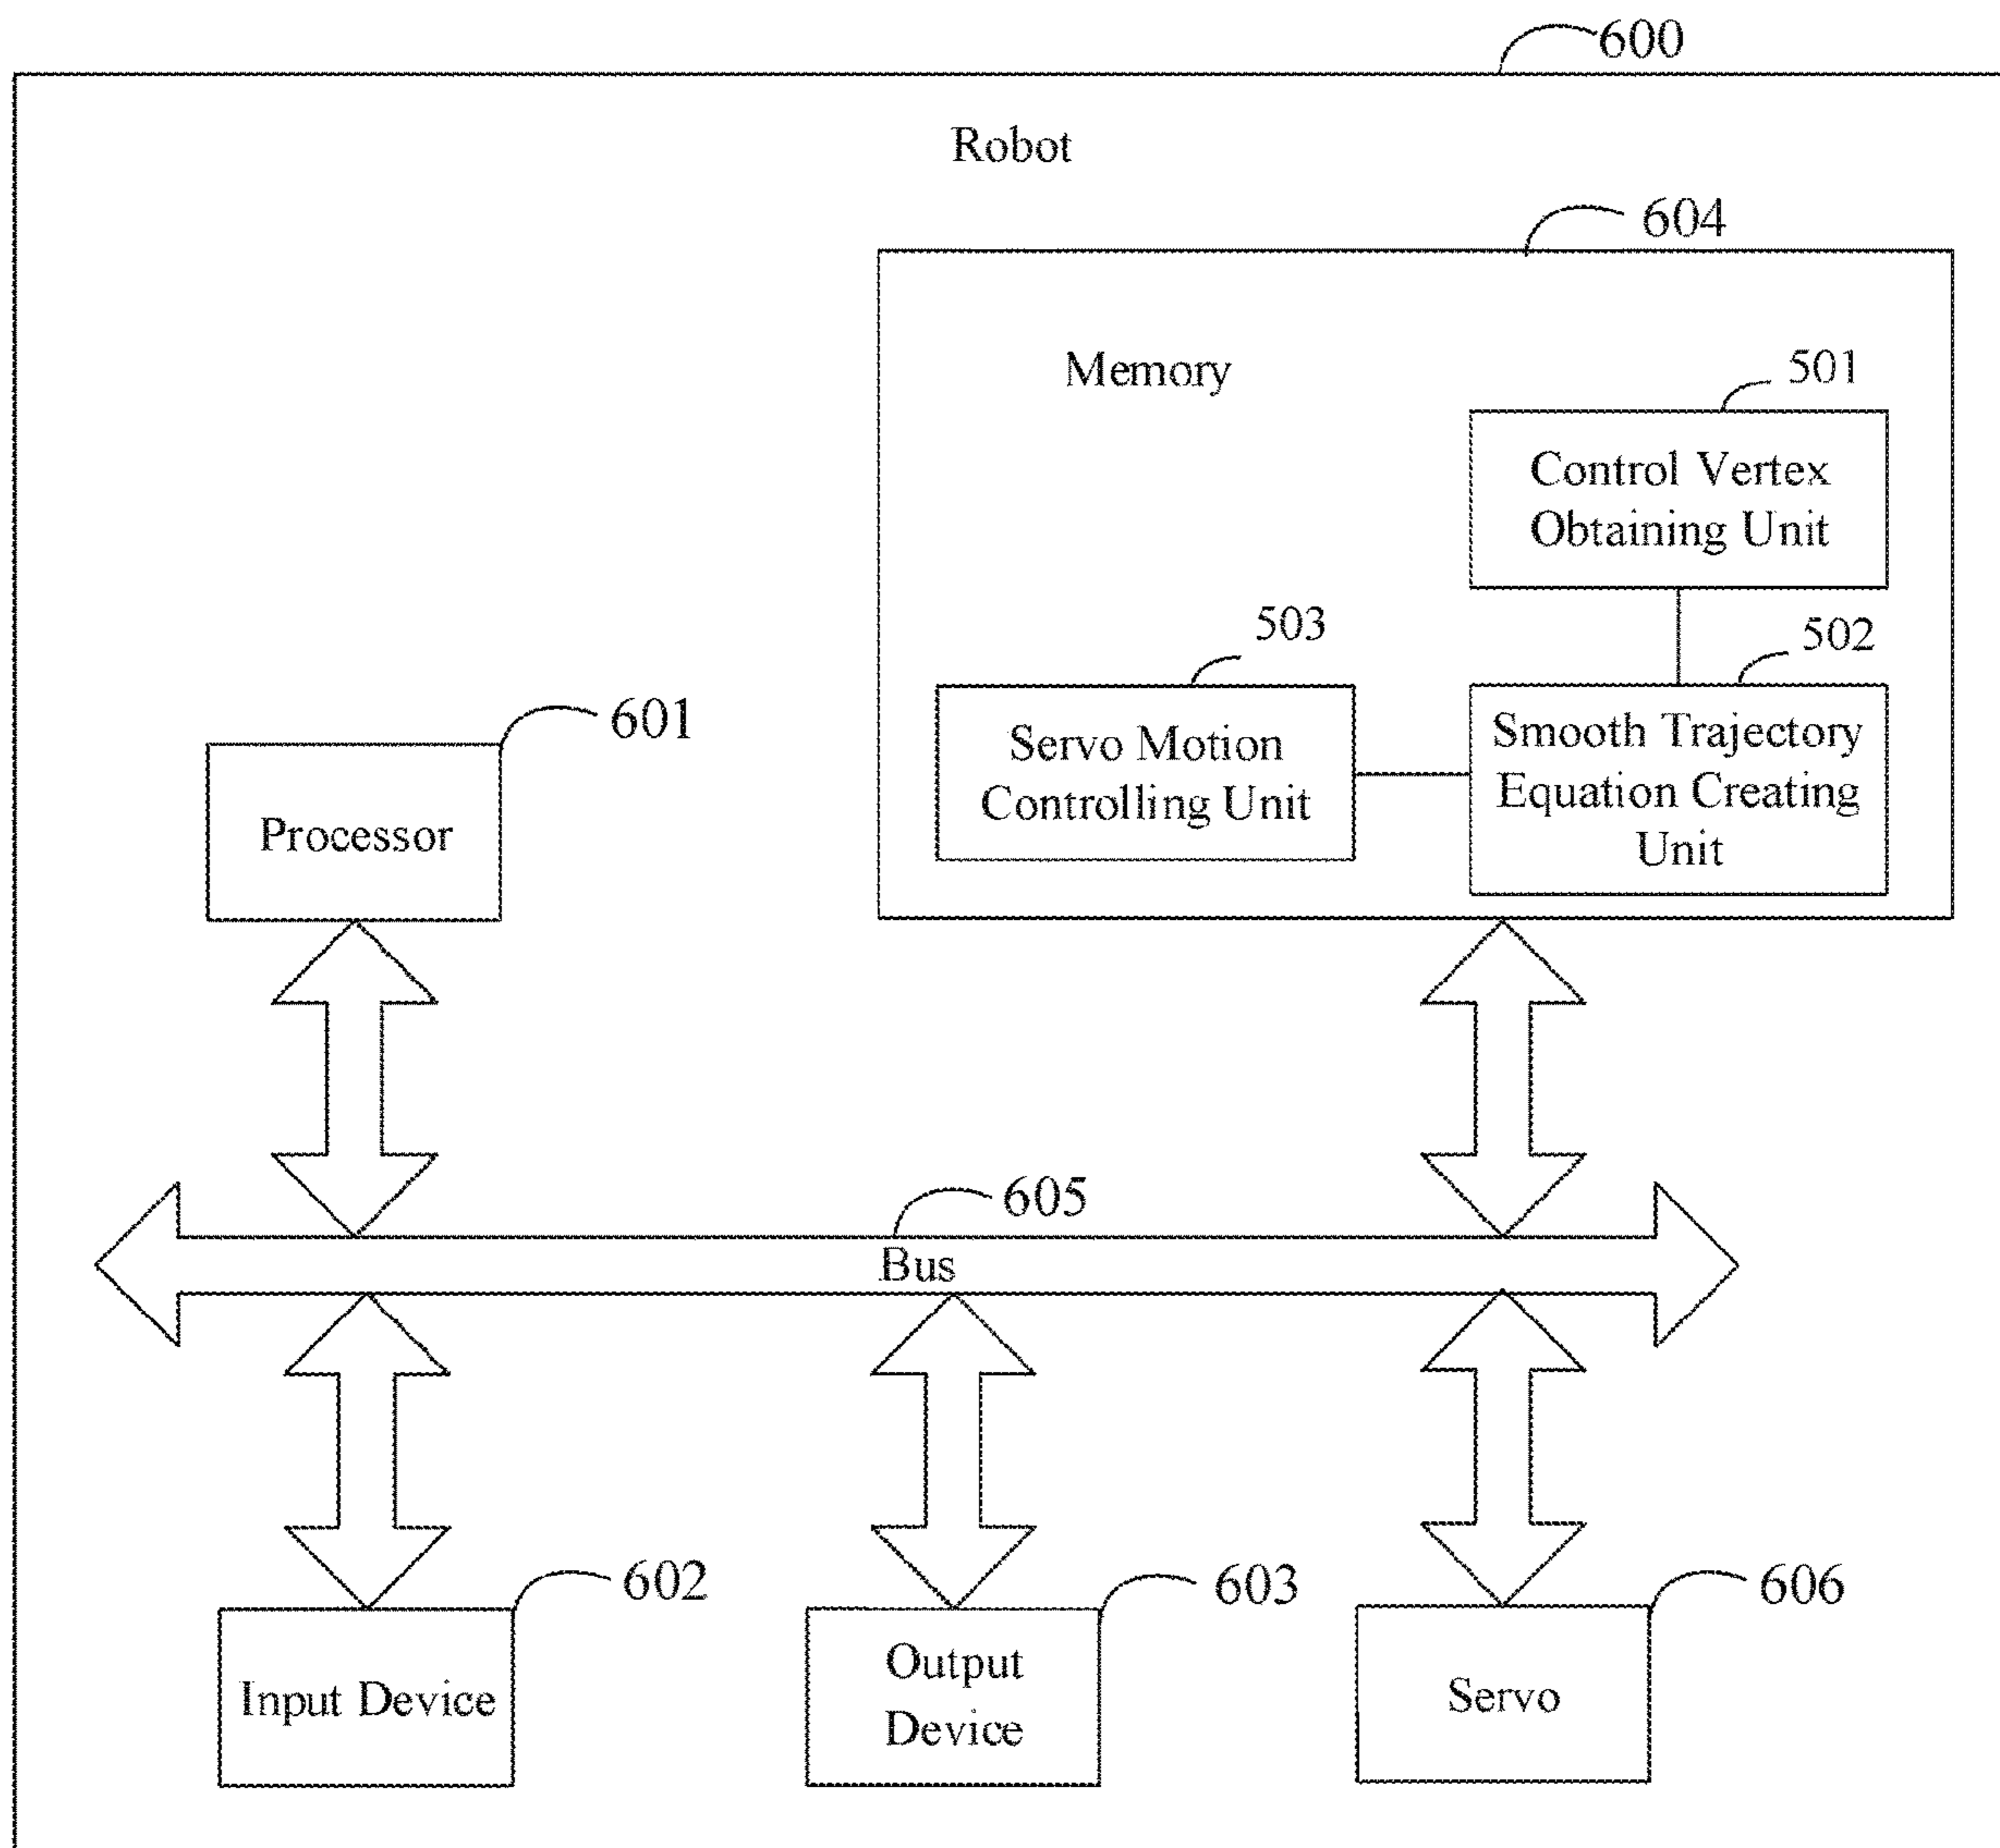 600
Robot
604
Memory
501
Control Vertex
Obtaining Unit
503
502
Servo Motion
Controlling Unit
Smooth Trajectory
Equation Creating
Unit
601
Processor
605
Bus
602
603
606
Input Device
Output
Device
Servo